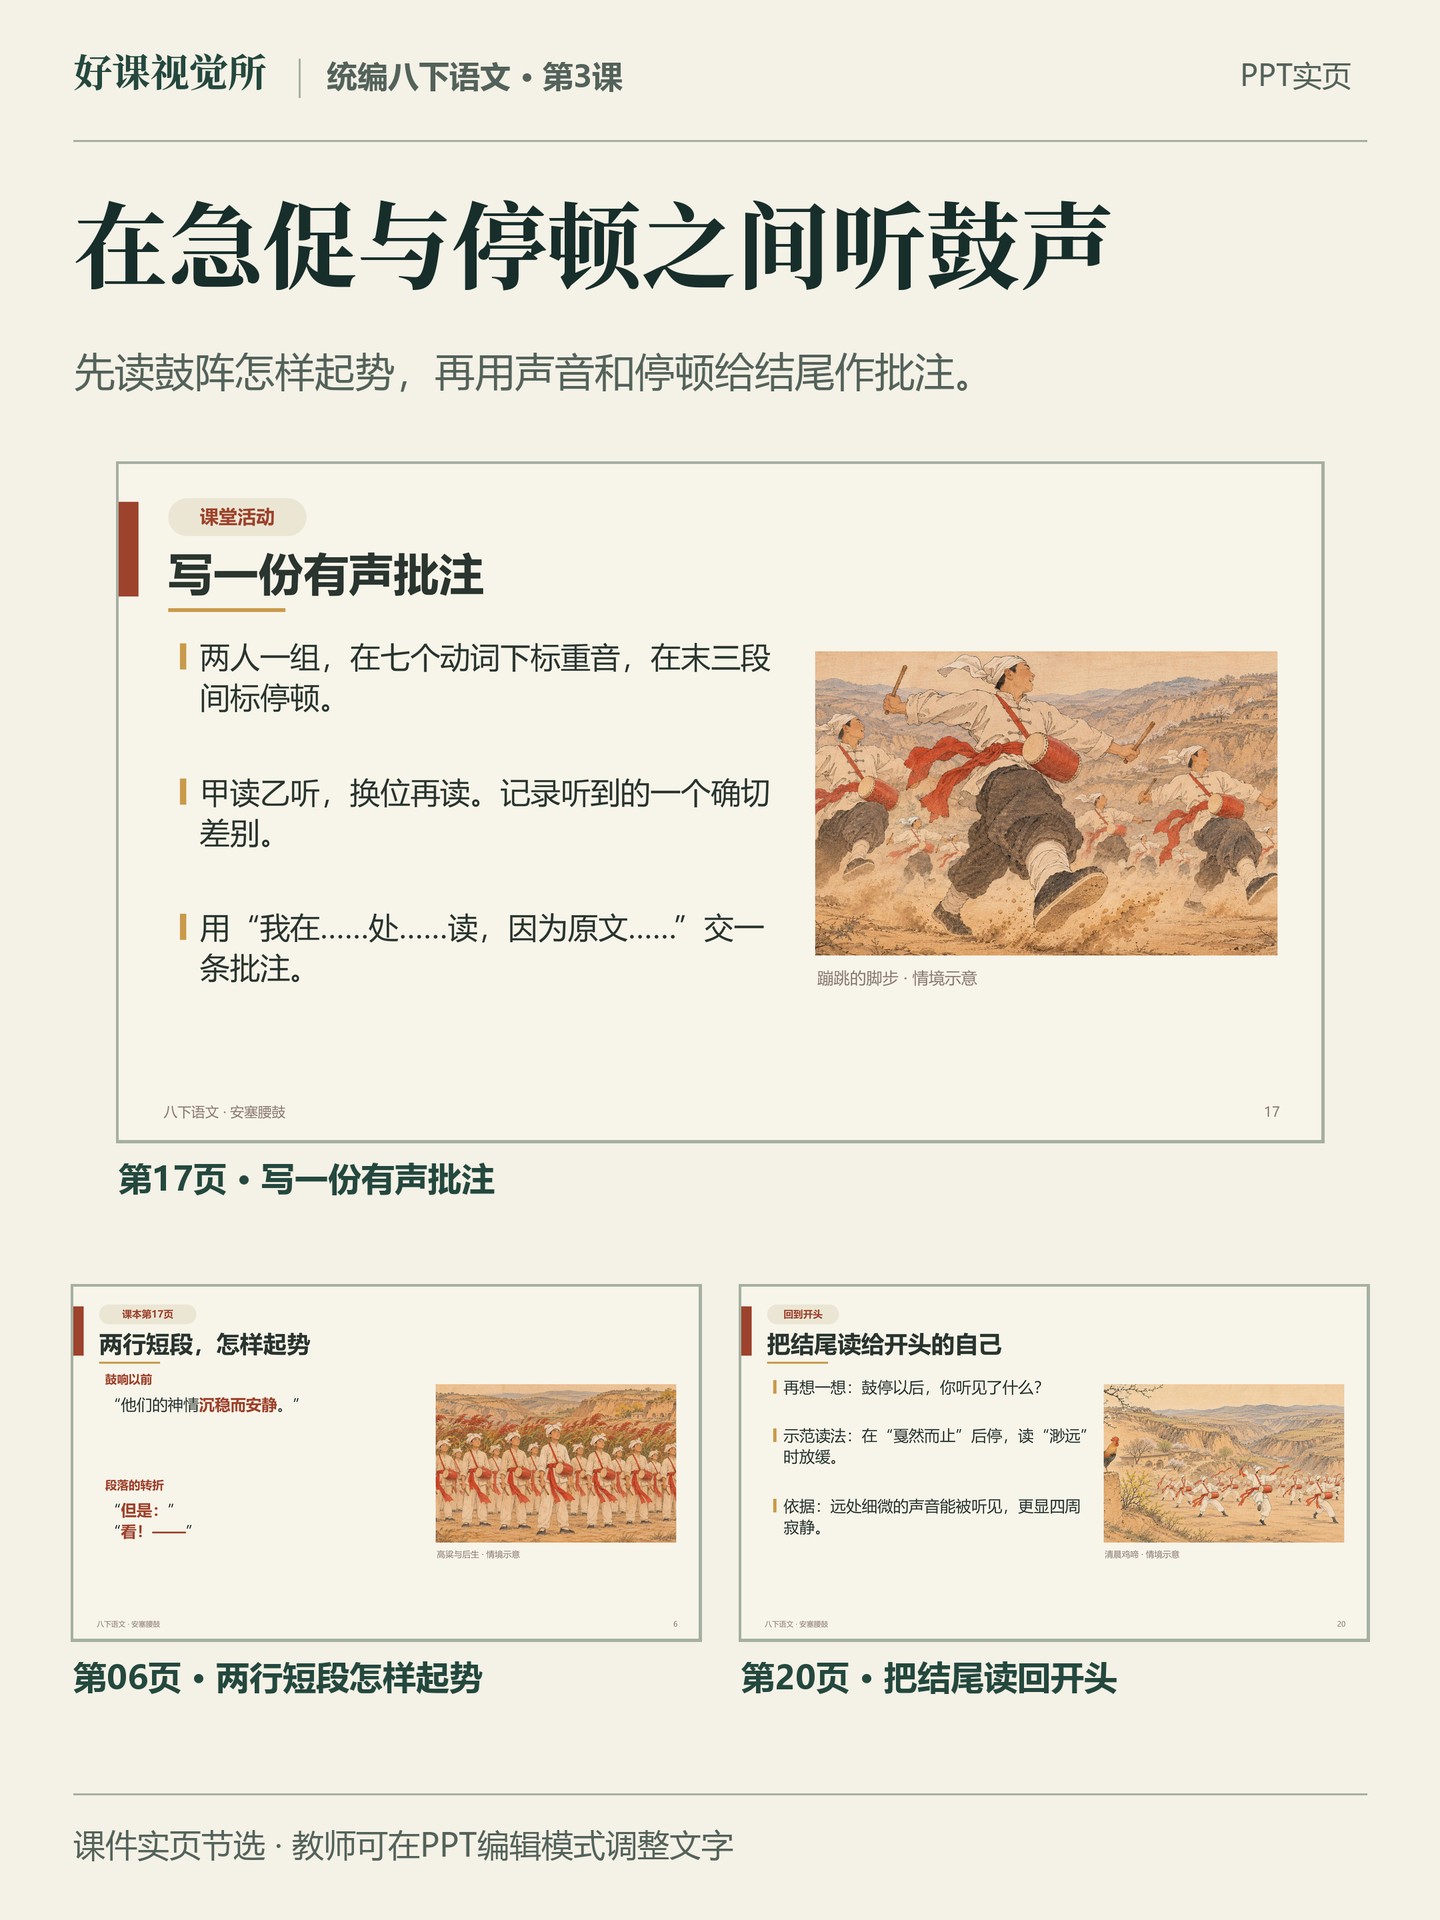 好课视觉所
统编八下语文·第3课
PPT实页
在急促与停顿之间听鼓声
先读鼓阵怎样起势，再用声音和停顿给结尾作批注。
课堂活动
写一份有声批注
两人一组，在七个动词下标重音，在末三段
间标停顿。
甲读乙听，换位再读。记录听到的一个确切
差别。
用“我在……处……读，因为原文……”交一
条批注。
蹦跳的脚步·情境示意
八下语文·安塞腰鼓
17
第17页·写一份有声批注
课本第17页
两行短段，怎样起势
鼓响以前
“他们的神情沉稳而安静。”
段落的转折
“但是：”
“看！——”
高粱与后生·情境示意
八下语文·安塞腰鼓
6
第06页·两行短段怎样起势
回到开头
把结尾读给开头的自己
再想一想：鼓停以后，你听见了什么？
示范读法：在“戛然而止”后停，读“渺远”
时放缓。
依据：远处细微的声音能被听见，更显四周
寂静。
清晨鸡啼·情境示意
八下语文·安塞腰鼓
20
第20页·把结尾读回开头
课件实页节选·教师可在PPT编辑模式调整文字